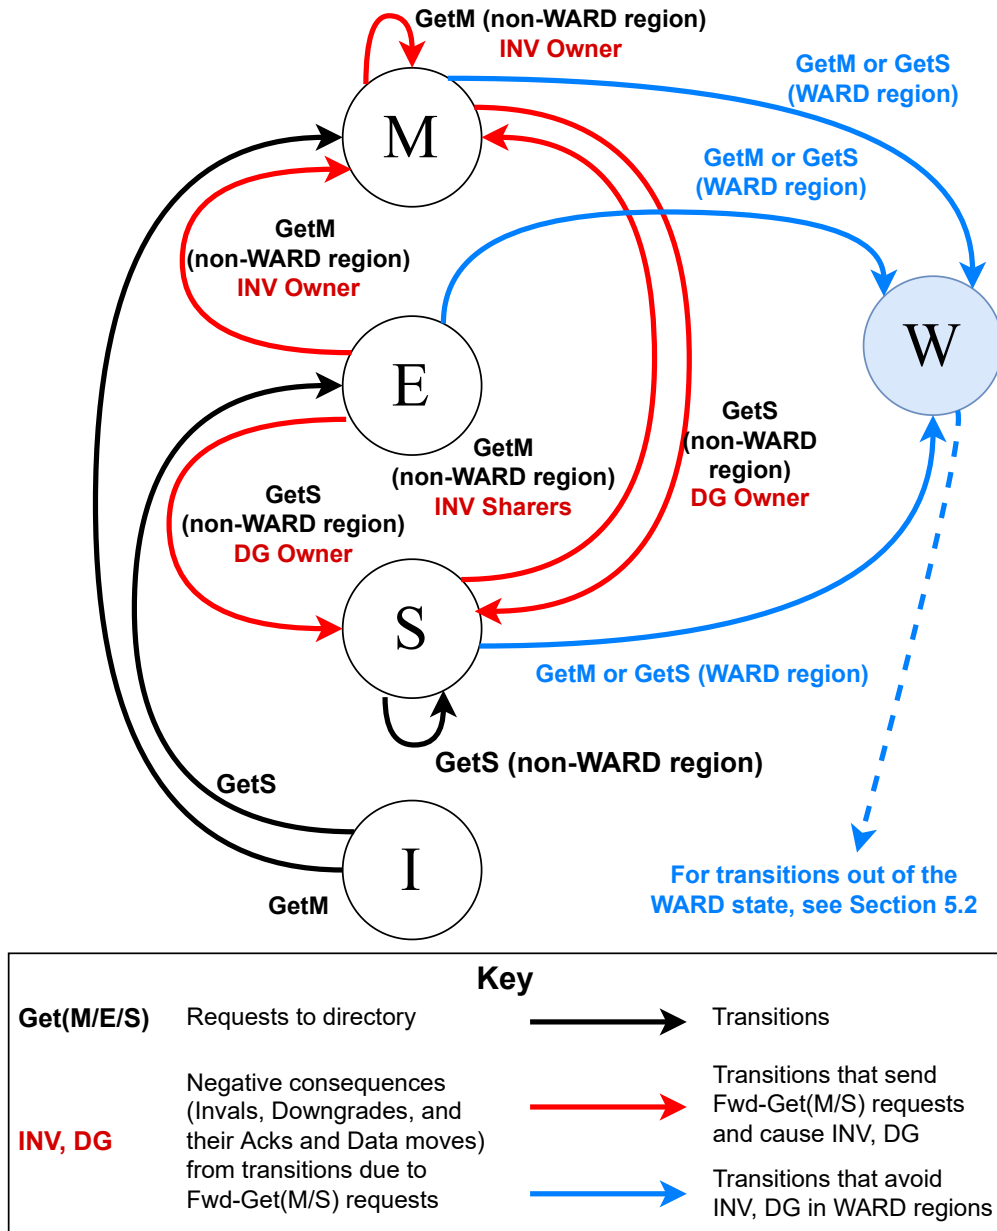 GetM (non-WARD region)
INV Owner
M
GetM or GetS
(WARD region)
GetM or GetS
(WARD region)
GetM
(non-WARD region)
INV Owner
E
W
GetS
(non-WARD
region)
DG Owner
GetM
(non-WARD region)
INV Sharers
GetS
(non-WARD region)
DG Owner
S
GetM or GetS (WARD region)
GetS (non-WARD region)
GetS
I
GetM
For transitions out of the
WARD state, see Section 5.2
Key
Get(M/E/S)
Requests to directory
Transitions
INV, DG
Negative consequences
(Invals, Downgrades, and
their Acks and Data moves)
from transitions due to
Fwd-Get(M/S) requests
Transitions that send
Fwd-Get(M/S) requests
and cause INV, DG
Transitions that avoid
INV, DG in WARD regions